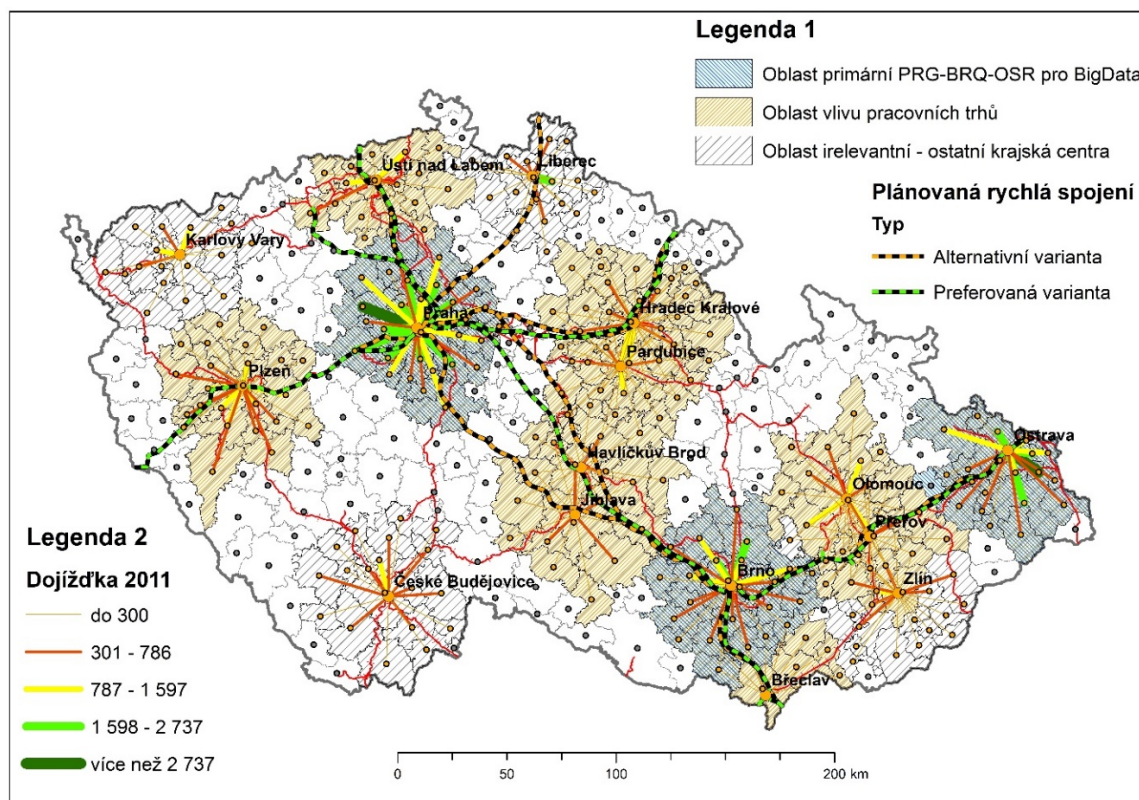 Legenda 1
Oblast primární PRG-BRQ-OSR pro BigData
Oblast vlivu pracovních trhů
Oblast irelevantní - ostatní krajská centra
Plánovaná rychlá spojení
Typ
Alternativní varianta
Preferovaná varianta
Liberec
Ústí nad Labem
Karlovy Vary
Praha
Hradec Králové
Pardubice
Plzeň
Ostrava
Havlíčkův Brod
Olomouc
Jihlava
Přerov
Brno
Zlín
České Budějovice
Břeclav
Legenda 2
Dojížďka 2011
do 300
301 - 786
787 - 1 597
1 598 - 2 737
více než 2 737
0 50 100 200 km